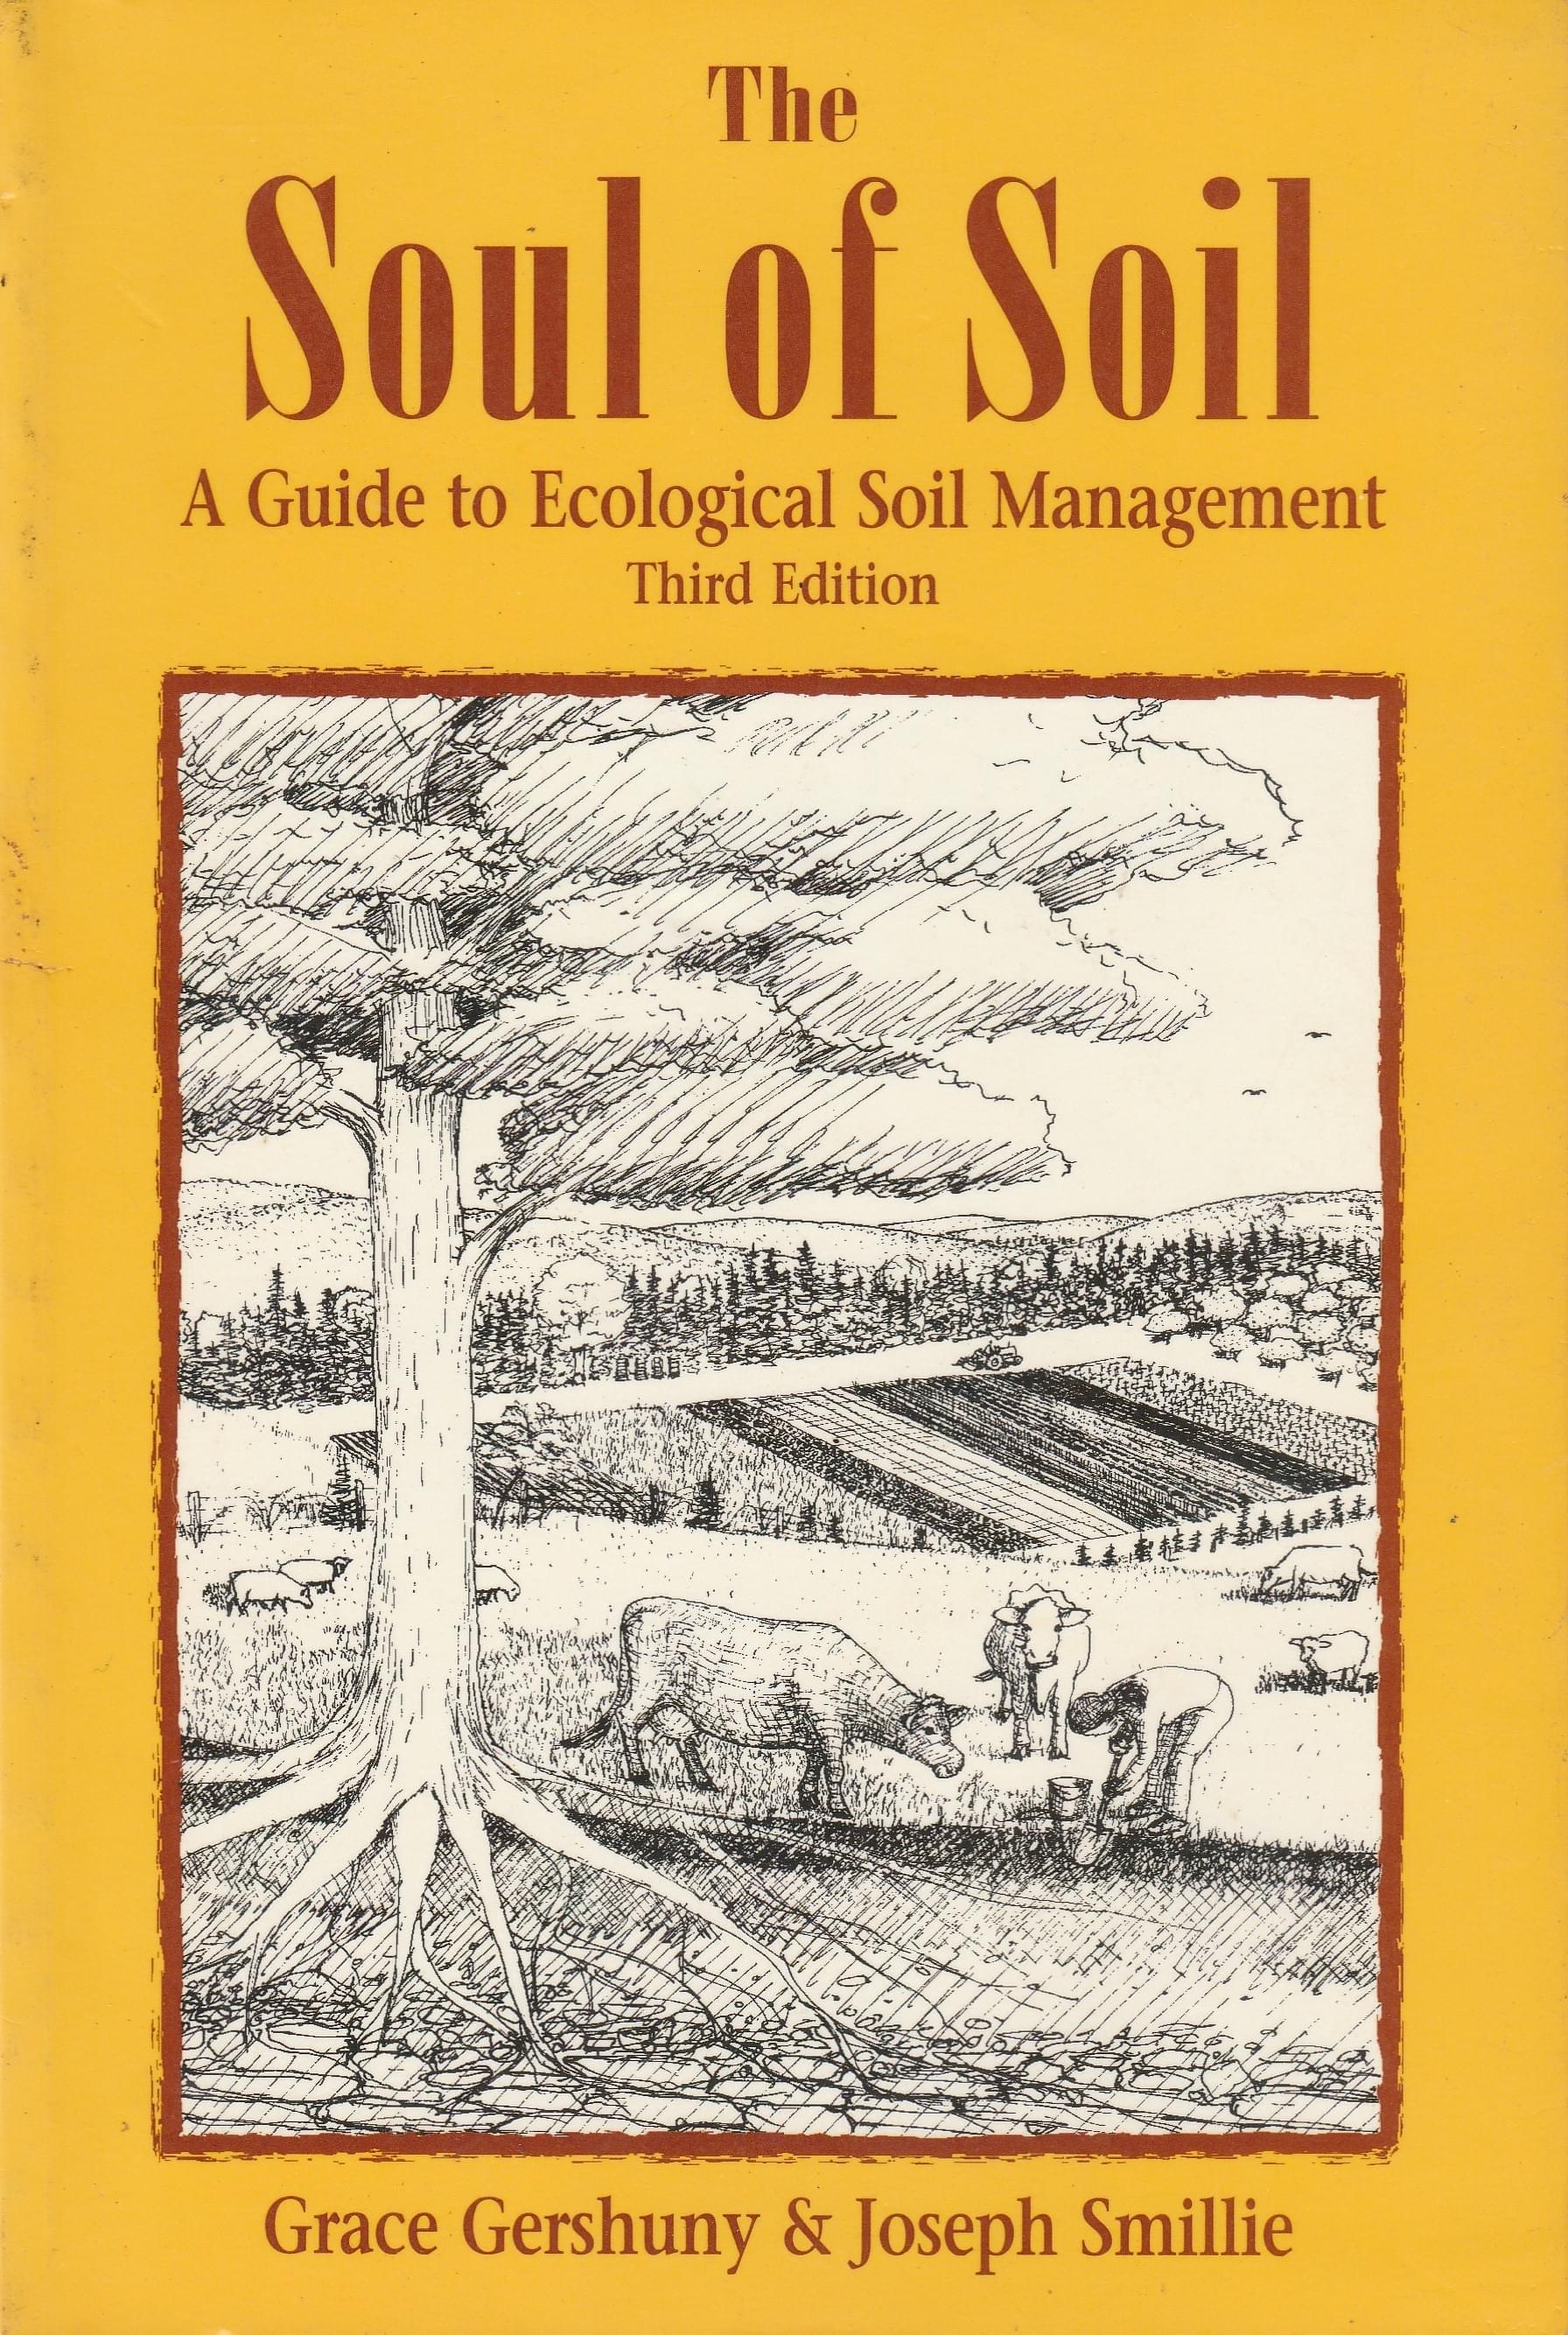 The
Soul of Soil
A Guide to Ecological Soil Management
Third Edition
Grace Gershuny & Joseph Smillie